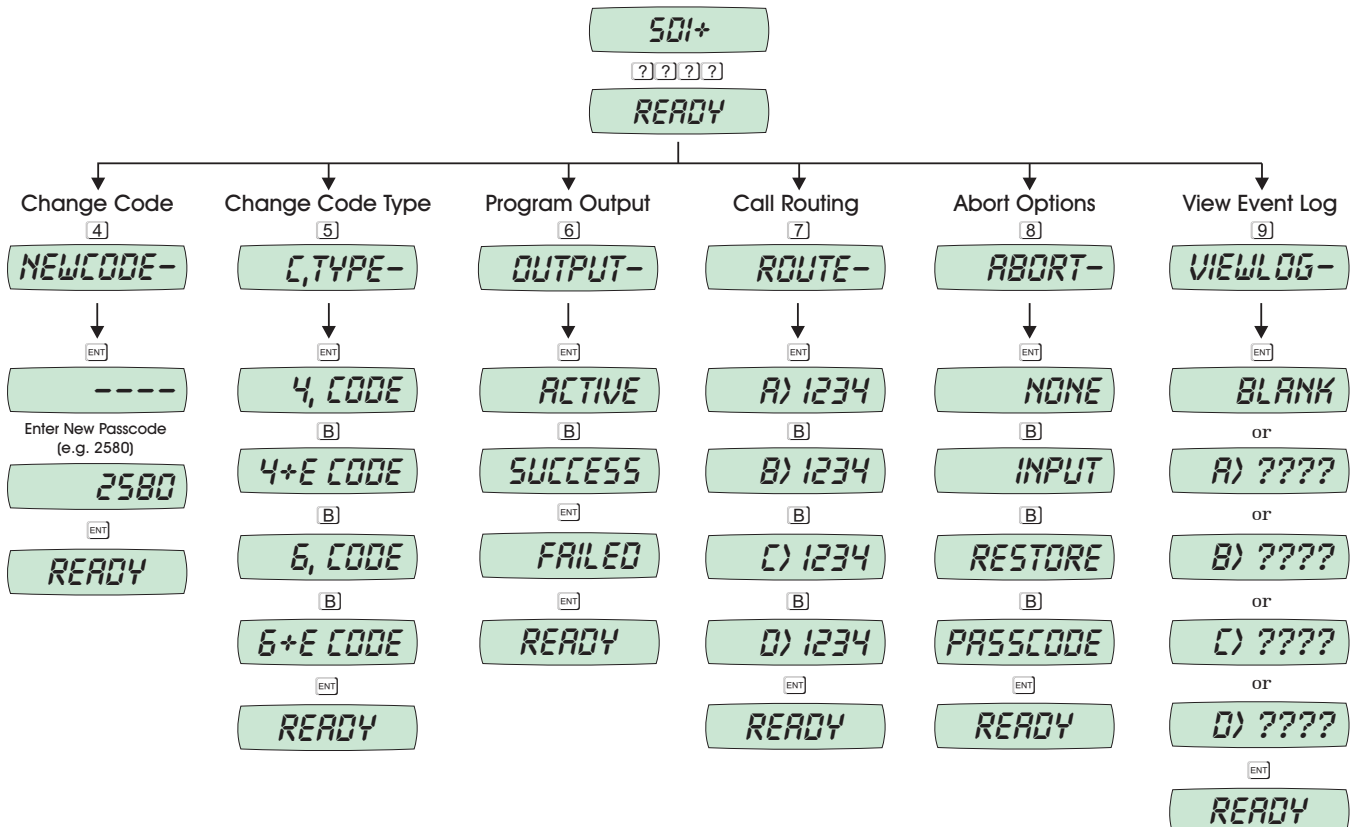 SDI+
????
READY
Change Code
4
NEWCODE-
ENT
----
Enter New Passcode
(e.g. 2580)
2580
ENT
READY
Change Code Type
5
C,TYPE-
ENT
4, CODE
B
4+E CODE
B
6, CODE
B
6+E CODE
ENT
READY
Program Output
6
OUTPUT-
ENT
ACTIVE
B
SUCCESS
ENT
FAILED
ENT
READY
Call Routing
7
ROUTE-
ENT
A) 1234
B
B) 1234
B
C) 1234
B
D) 1234
ENT
READY
Abort Options
8
ABORT-
ENT
NONE
B
INPUT
B
RESTORE
B
PASSCODE
ENT
READY
View Event Log
9
VIEWLOG-
ENT
BLANK
or
A) ????
or
B) ????
or
C) ????
or
D) ????
ENT
READY